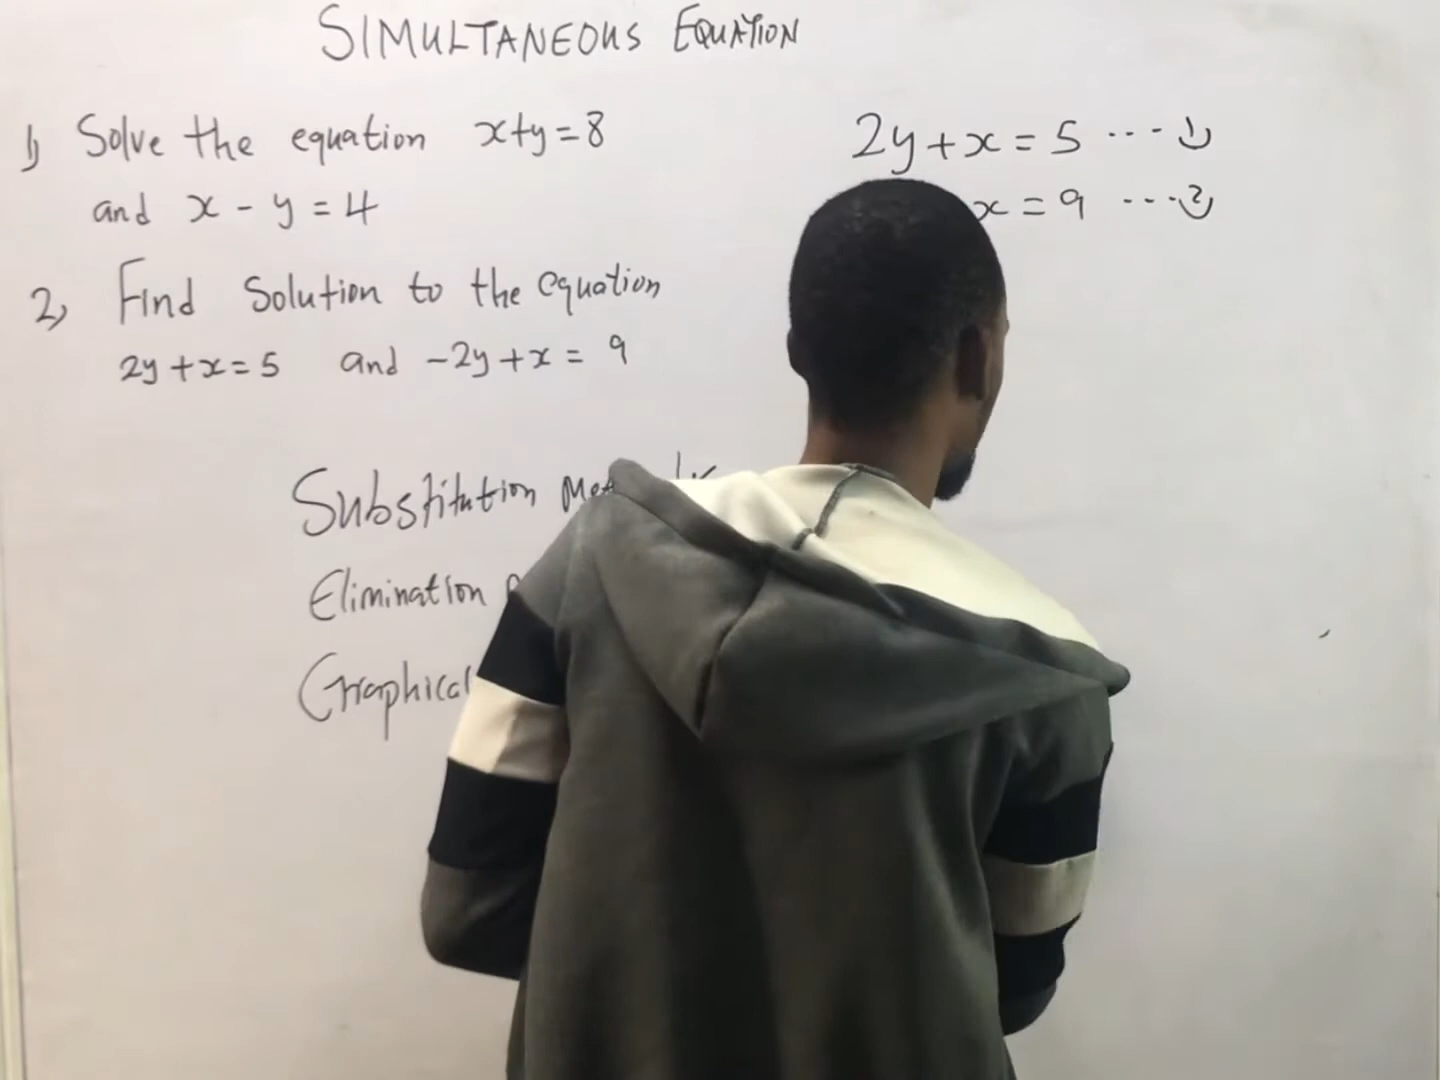 SIMULTANEOUS EQUATION
1) Solve the equation x+y=8
and x - y = 4
2) Find Solution to the equation
2y+x=5 and -2y+x = 9
Substitution
Elimination
Graphical
2y+x=5 ---1)
x=9 ---2)